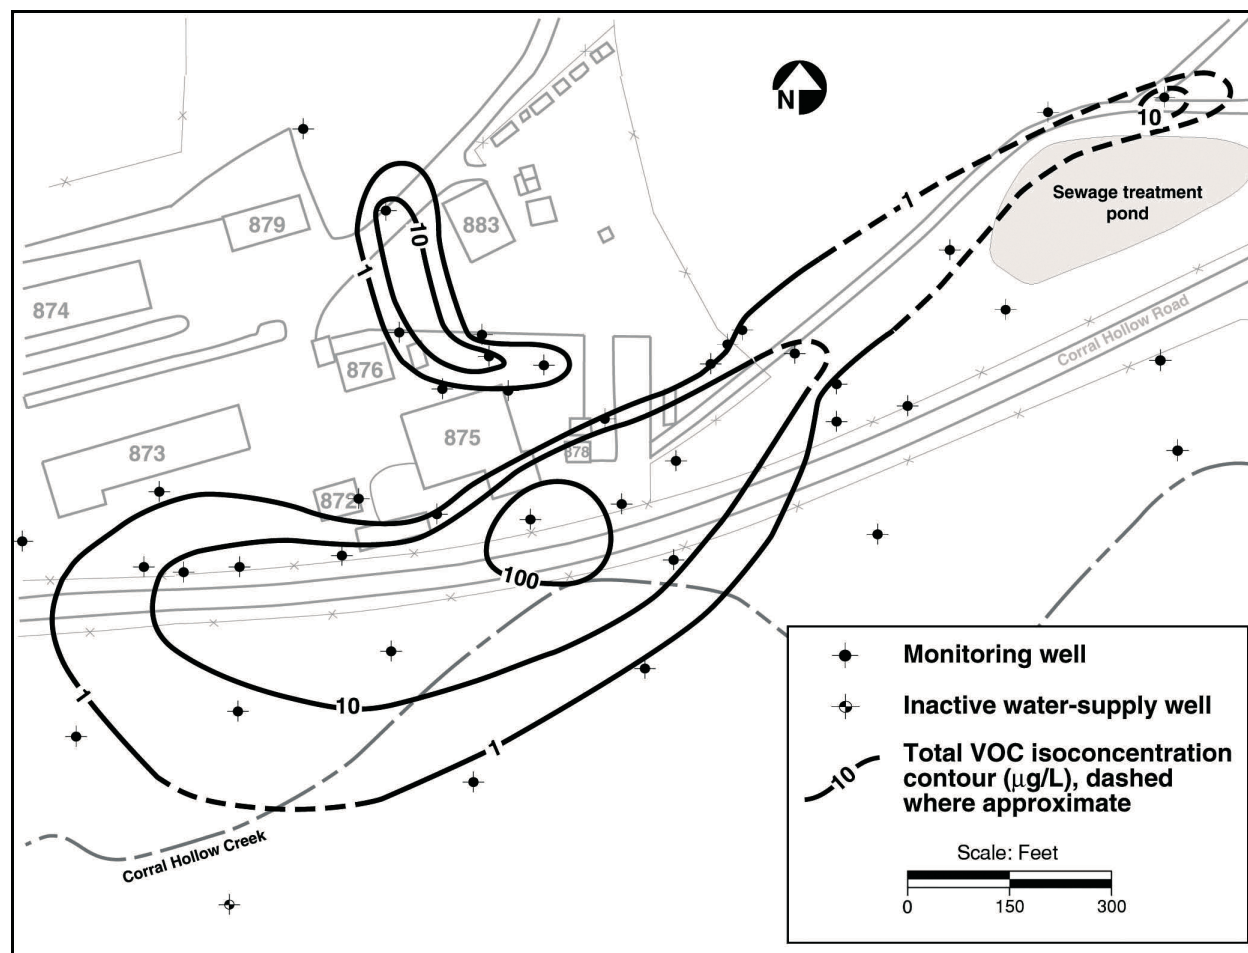 N
10
879
883
10
1
1
Sewage treatment
pond
874
Corral Hollow Road
876
873
875
878
872
100
1
10
1
Corral Hollow Creek
Monitoring well
Inactive water-supply well
10
Total VOC isoconcentration
contour (µg/L), dashed
where approximate
Scale: Feet
0 150 300